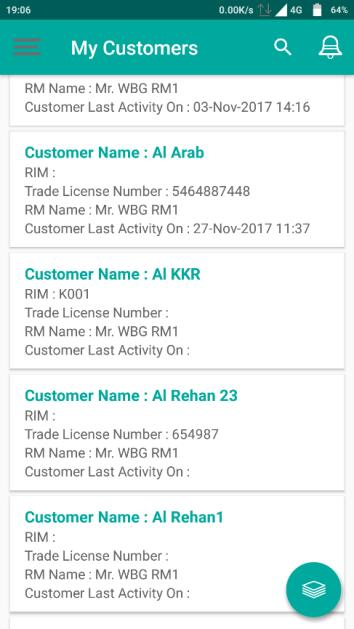 19:06 0.00K/s 4G 64%
My Customers
RM Name : Mr. WBG RM1
Customer Last Activity On : 03-Nov-2017 14:16
Customer Name : Al Arab
RIM :
Trade License Number : 5464887448
RM Name : Mr. WBG RM1
Customer Last Activity On : 27-Nov-2017 11:37
Customer Name : Al KKR
RIM : K001
Trade License Number :
RM Name : Mr. WBG RM1
Customer Last Activity On :
Customer Name : Al Rehan 23
RIM :
Trade License Number : 654987
RM Name : Mr. WBG RM1
Customer Last Activity On :
Customer Name : Al Rehan1
RIM :
Trade License Number :
RM Name : Mr. WBG RM1
Customer Last Activity On :